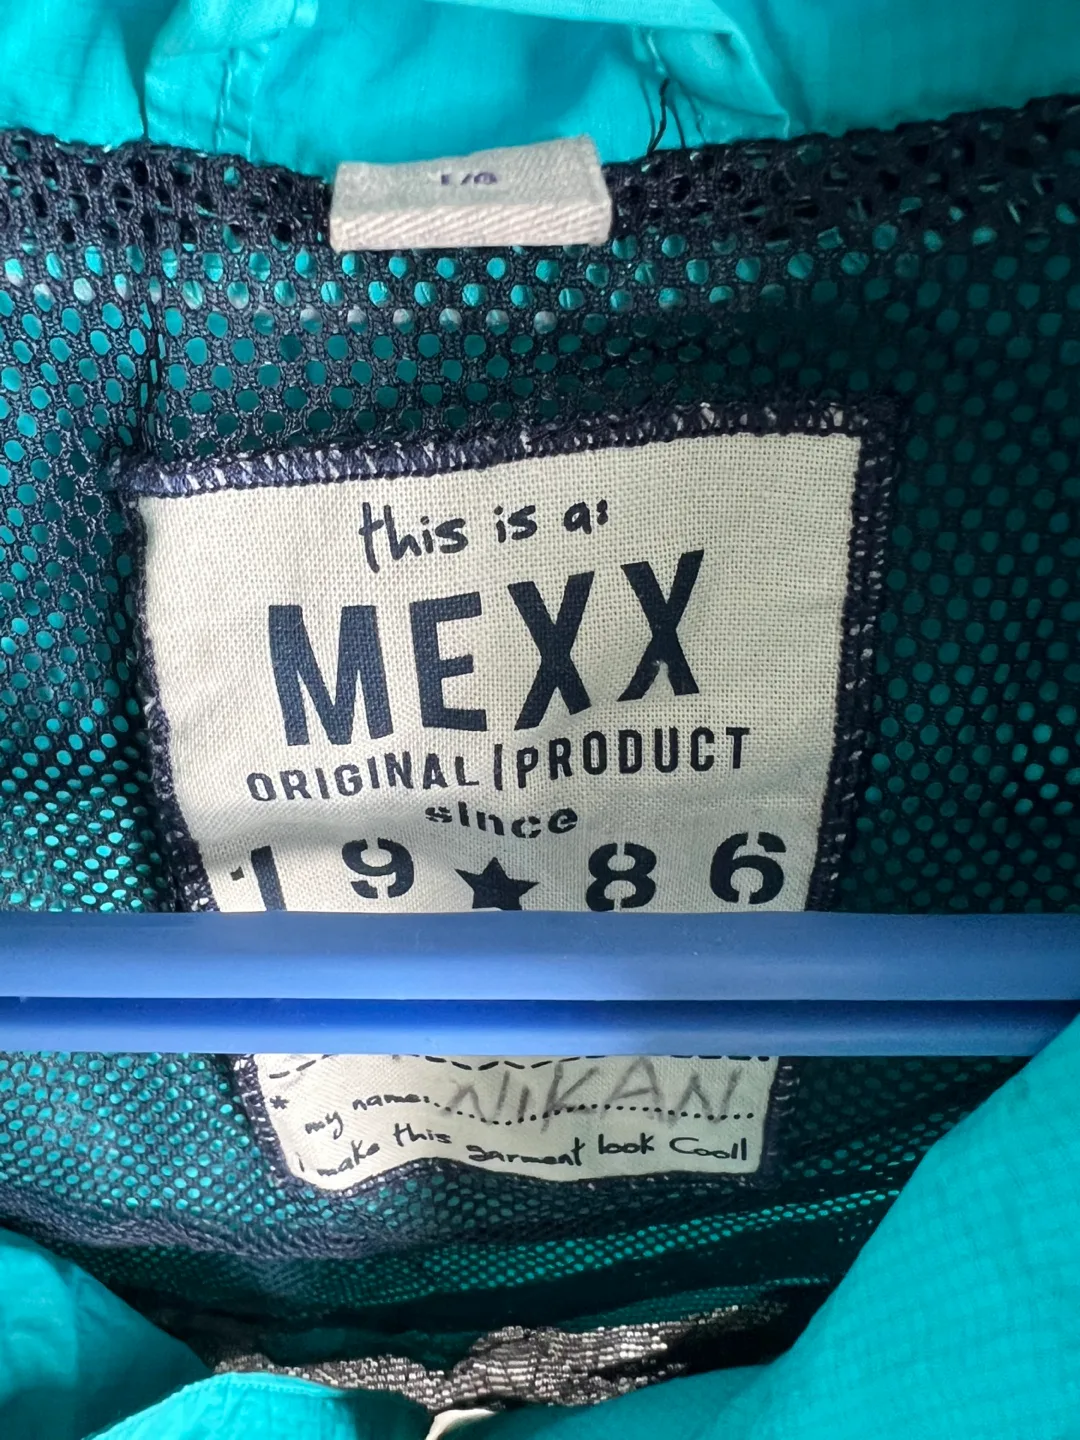 this is a:
MEXX
ORIGINAL|PRODUCT
since
19★86
* my name: NIKAN
i make this garment look Cool!